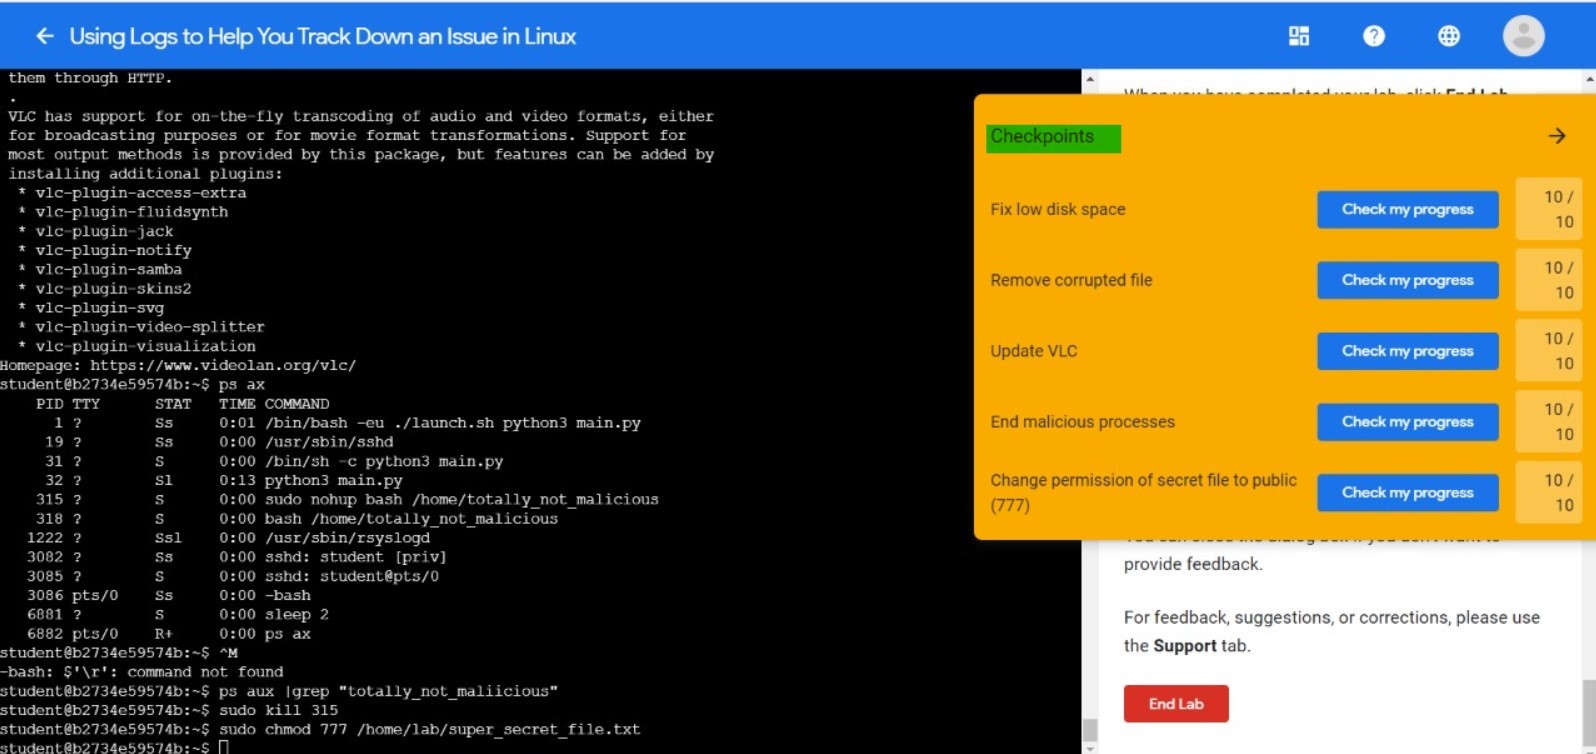 Using Logs to Help You Track Down an Issue in Linux
them through HTTP.
.
VLC has support for on-the-fly transcoding of audio and video formats, either
for broadcasting purposes or for movie format transformations. Support for
most output methods is provided by this package, but features can be added by
installing additional plugins:
* vlc-plugin-access-extra
* vlc-plugin-fluidsynth
* vlc-plugin-jack
* vlc-plugin-notify
* vlc-plugin-samba
* vlc-plugin-skins2
* vlc-plugin-svg
* vlc-plugin-video-splitter
* vlc-plugin-visualization
Homepage: https://www.videolan.org/vlc/
student@b2734e59574b:~$ ps ax
PID TTY STAT TIME COMMAND
1 ? Ss 0:01 /bin/bash -eu ./launch.sh python3 main.py
19 ? Ss 0:00 /usr/sbin/sshd
31 ? S 0:00 /bin/sh -c python3 main.py
32 ? Sl 0:13 python3 main.py
315 ? S 0:00 sudo nohup bash /home/totally_not_malicious
318 ? S 0:00 bash /home/totally_not_malicious
1222 ? Ssl 0:00 /usr/sbin/rsyslogd
3082 ? Ss 0:00 sshd: student [priv]
3085 ? S 0:00 sshd: student@pts/0
3086 pts/0 Ss 0:00 -bash
6881 ? S 0:00 sleep 2
6882 pts/0 R+ 0:00 ps ax
student@b2734e59574b:~$ ^M
-bash: $'\r': command not found
student@b2734e59574b:~$ ps aux |grep "totally_not_maliicious"
student@b2734e59574b:~$ sudo kill 315
student@b2734e59574b:~$ sudo chmod 777 /home/lab/super_secret_file.txt
student@b2734e59574b:~$
When you have completed your lab, click End Lab.
Checkpoints
Fix low disk space Check my progress 10 /
10
Remove corrupted file Check my progress 10 /
10
Update VLC Check my progress 10 /
10
End malicious processes Check my progress 10 /
10
Change permission of secret file to public
(777) Check my progress 10 /
10
You can close the dialog box if you don't want to
provide feedback.
For feedback, suggestions, or corrections, please use
the Support tab.
End Lab